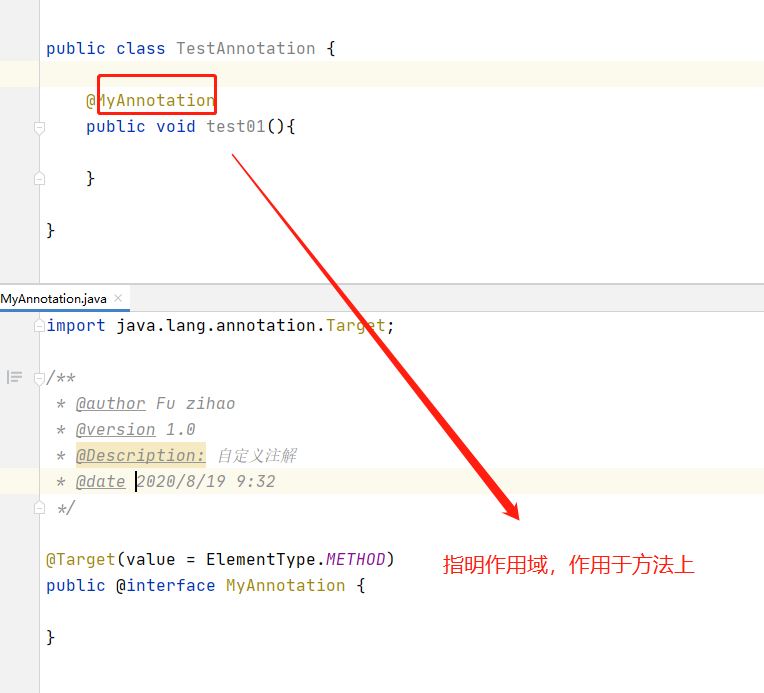 public class TestAnnotation {
@MyAnnotation
public void test01(){
}
}
MyAnnotation.java
import java.lang.annotation.Target;
/**
* @author Fu zihao
* @version 1.0
* @Description: 自定义注解
* @date 2020/8/19 9:32
*/
@Target(value = ElementType.METHOD)
指明作用域，作用于方法上
public @interface MyAnnotation {
}